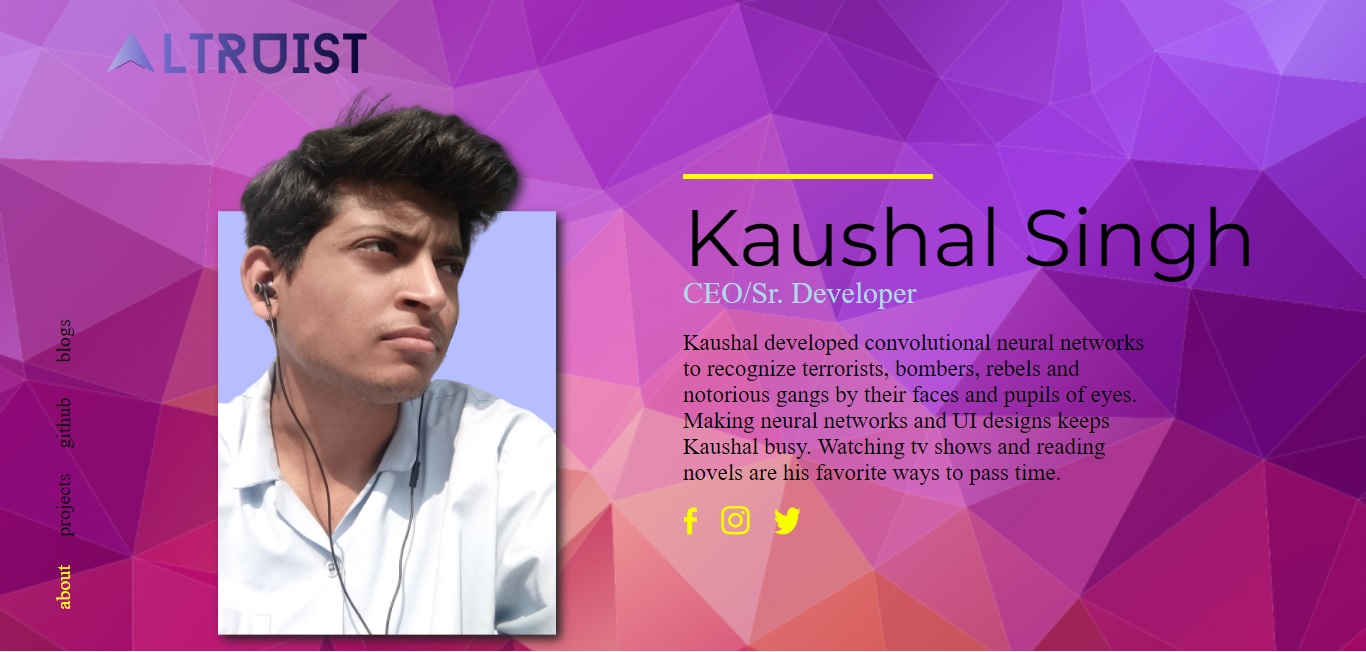 ALTRUIST
Kaushal Singh
CEO/Sr. Developer
Kaushal developed convolutional neural networks
to recognize terrorists, bombers, rebels and
notorious gangs by their faces and pupils of eyes.
Making neural networks and UI designs keeps
Kaushal busy. Watching tv shows and reading
novels are his favorite ways to pass time.
blogs
github
projects
about